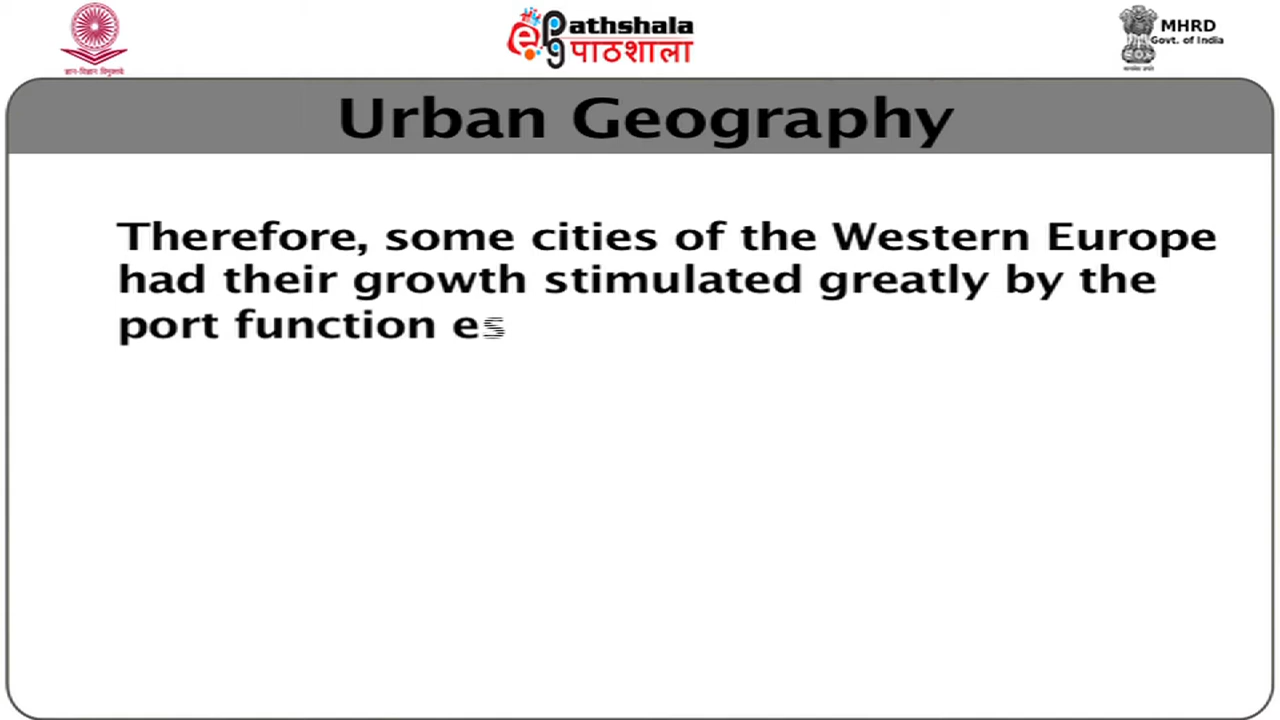 ePathshala
पाठशाला
MHRD
Govt. of India
Urban Geography
Therefore, some cities of the Western Europe
had their growth stimulated greatly by the
port function es